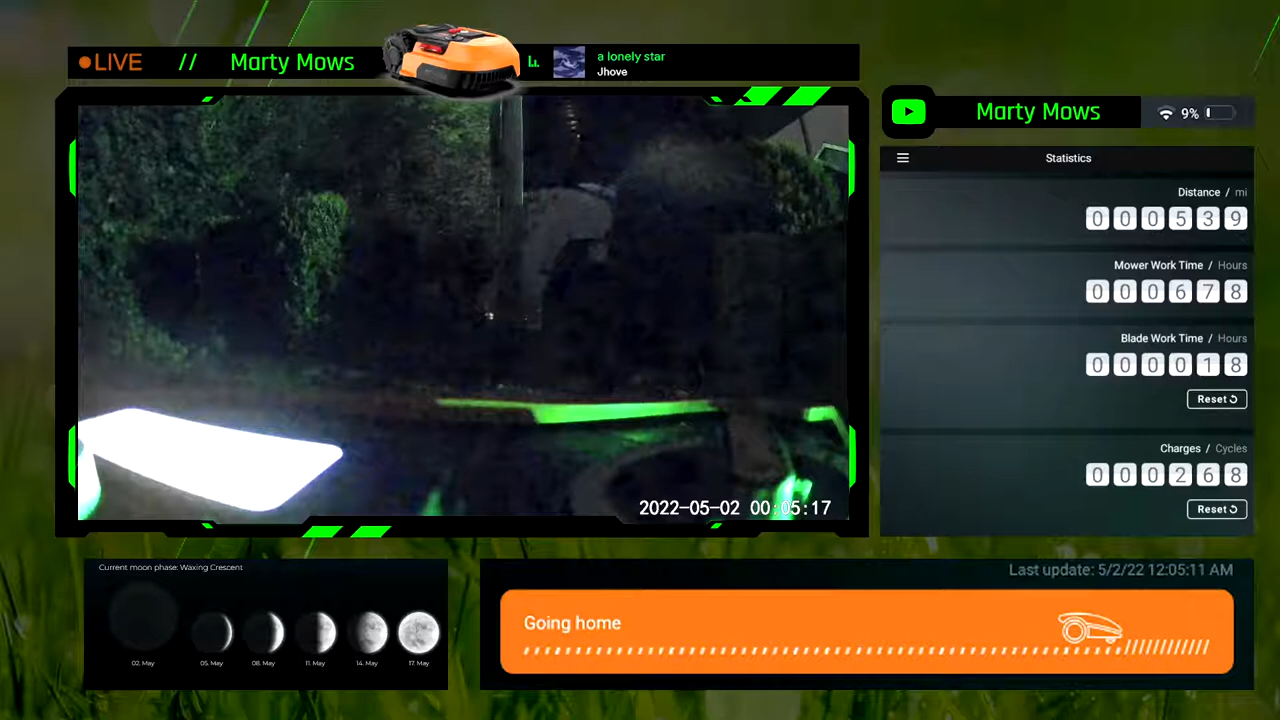 LIVE // Marty Mows
a lonely star
Jhove
Marty Mows
9%
Statistics
Distance / mi
000539
Mower Work Time / Hours
000678
Blade Work Time / Hours
000018
Reset
Charges / Cycles
000268
Reset
2022-05-02 00:05:17
Current moon phase: Waxing Crescent
02. May 05. May 08. May 11. May 14. May 17. May
Last update: 5/2/22 12:05:11 AM
Going home